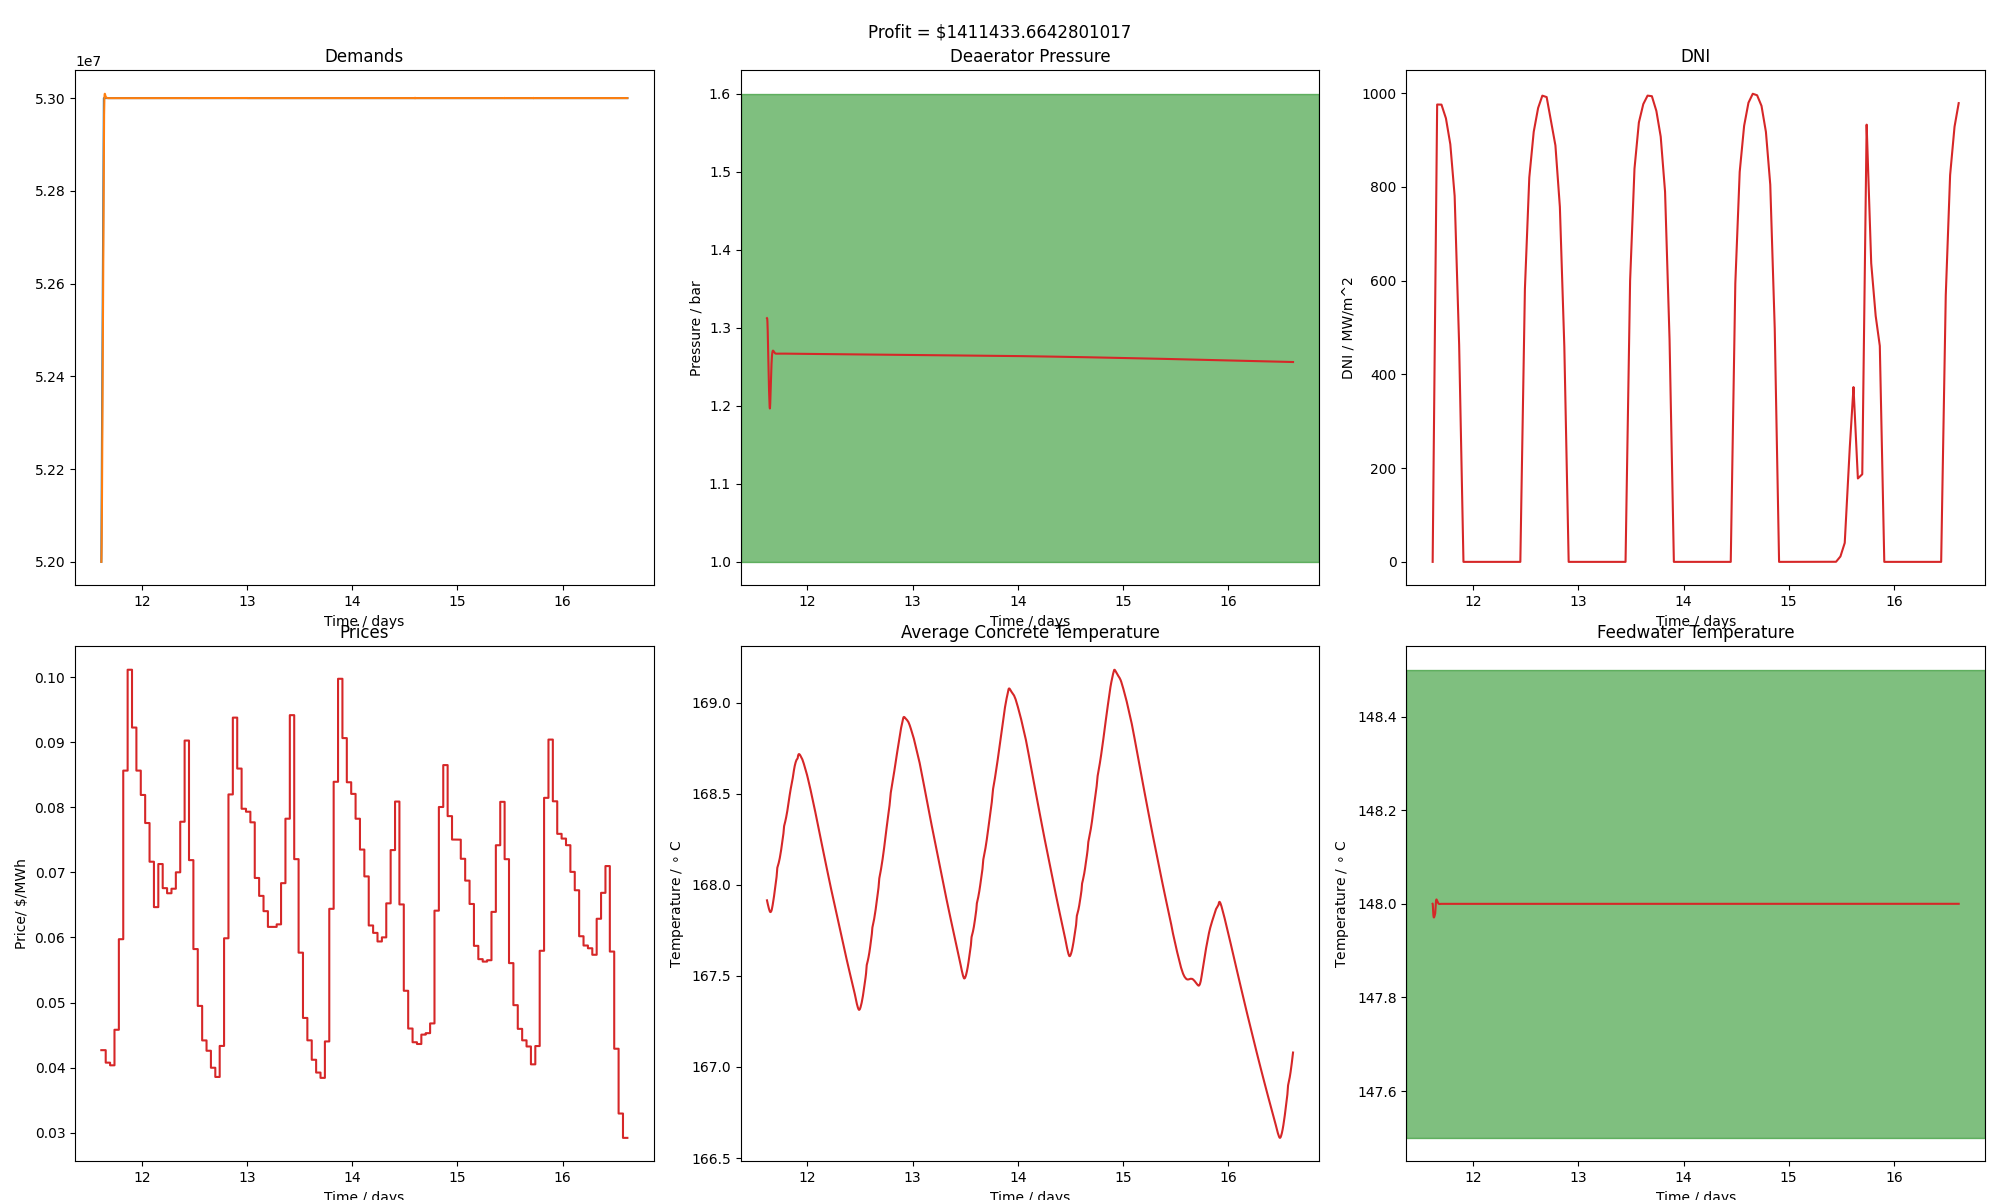 Profit = $1411433.6642801017
Demands
1e7
5.30
5.28
5.26
5.24
5.22
5.20
12 13 14 15 16
Time / days
Deaerator Pressure
Pressure / bar
1.6
1.5
1.4
1.3
1.2
1.1
1.0
12 13 14 15 16
Time / days
DNI
DNI / MW/m^2
1000
800
600
400
200
0
12 13 14 15 16
Time / days
Prices
Price/ $/MWh
0.10
0.09
0.08
0.07
0.06
0.05
0.04
0.03
12 13 14 15 16
Time / days
Average Concrete Temperature
Temperature / ∘ C
169.0
168.5
168.0
167.5
167.0
166.5
12 13 14 15 16
Time / days
Feedwater Temperature
Temperature / ∘ C
148.4
148.2
148.0
147.8
147.6
12 13 14 15 16
Time / days